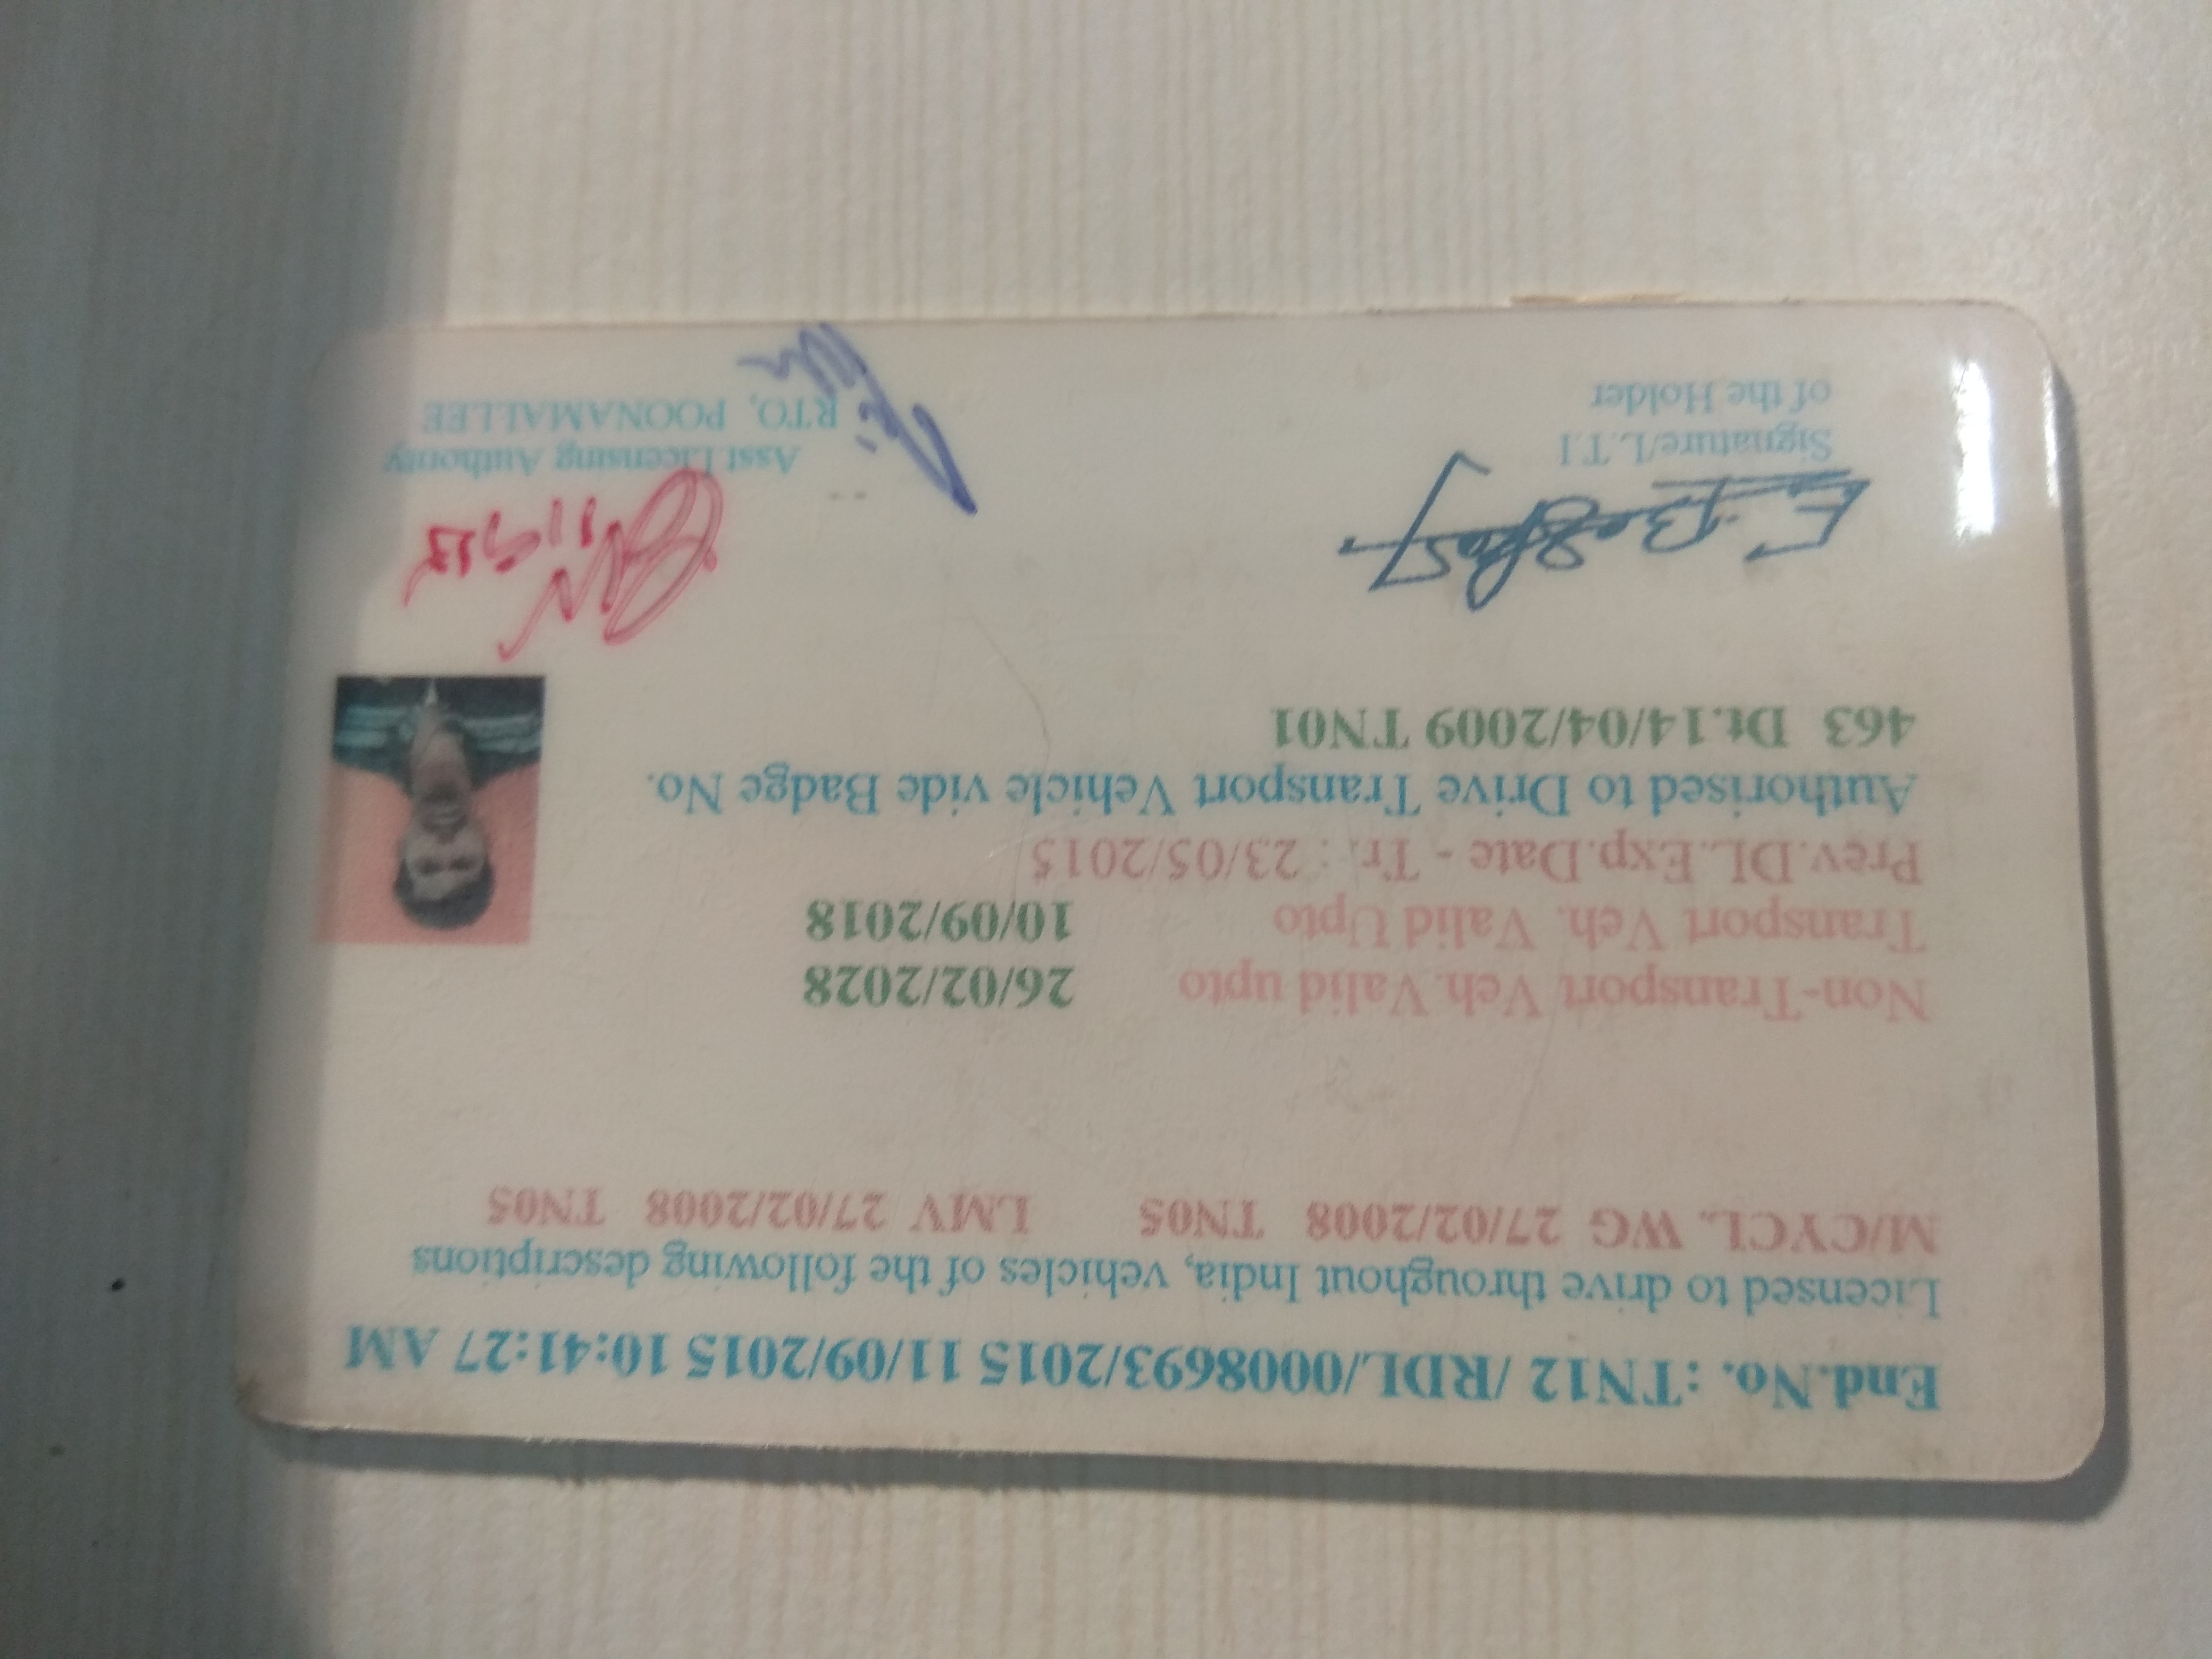 End.No. :TN12 /RDL/0008693/2015 11/09/2015 10:41:27 AM
Licensed to drive throughout India, vehicles of the following descriptions
M/CYCL. WG 27/02/2008 TN05 LMV 27/02/2008 TN05
Non-Transport Veh.Valid upto 26/02/2028
Transport Veh. Valid Upto 10/09/2018
Prev.DL.Exp.Date - Tr. : 23/05/2015
Authorised to Drive Transport Vehicle vide Badge No.
463 Dt.14/04/2009 TN01
Signature/L.T.I
of the Holder
Asst.Licensing Authority
RTO, POONAMALLEE